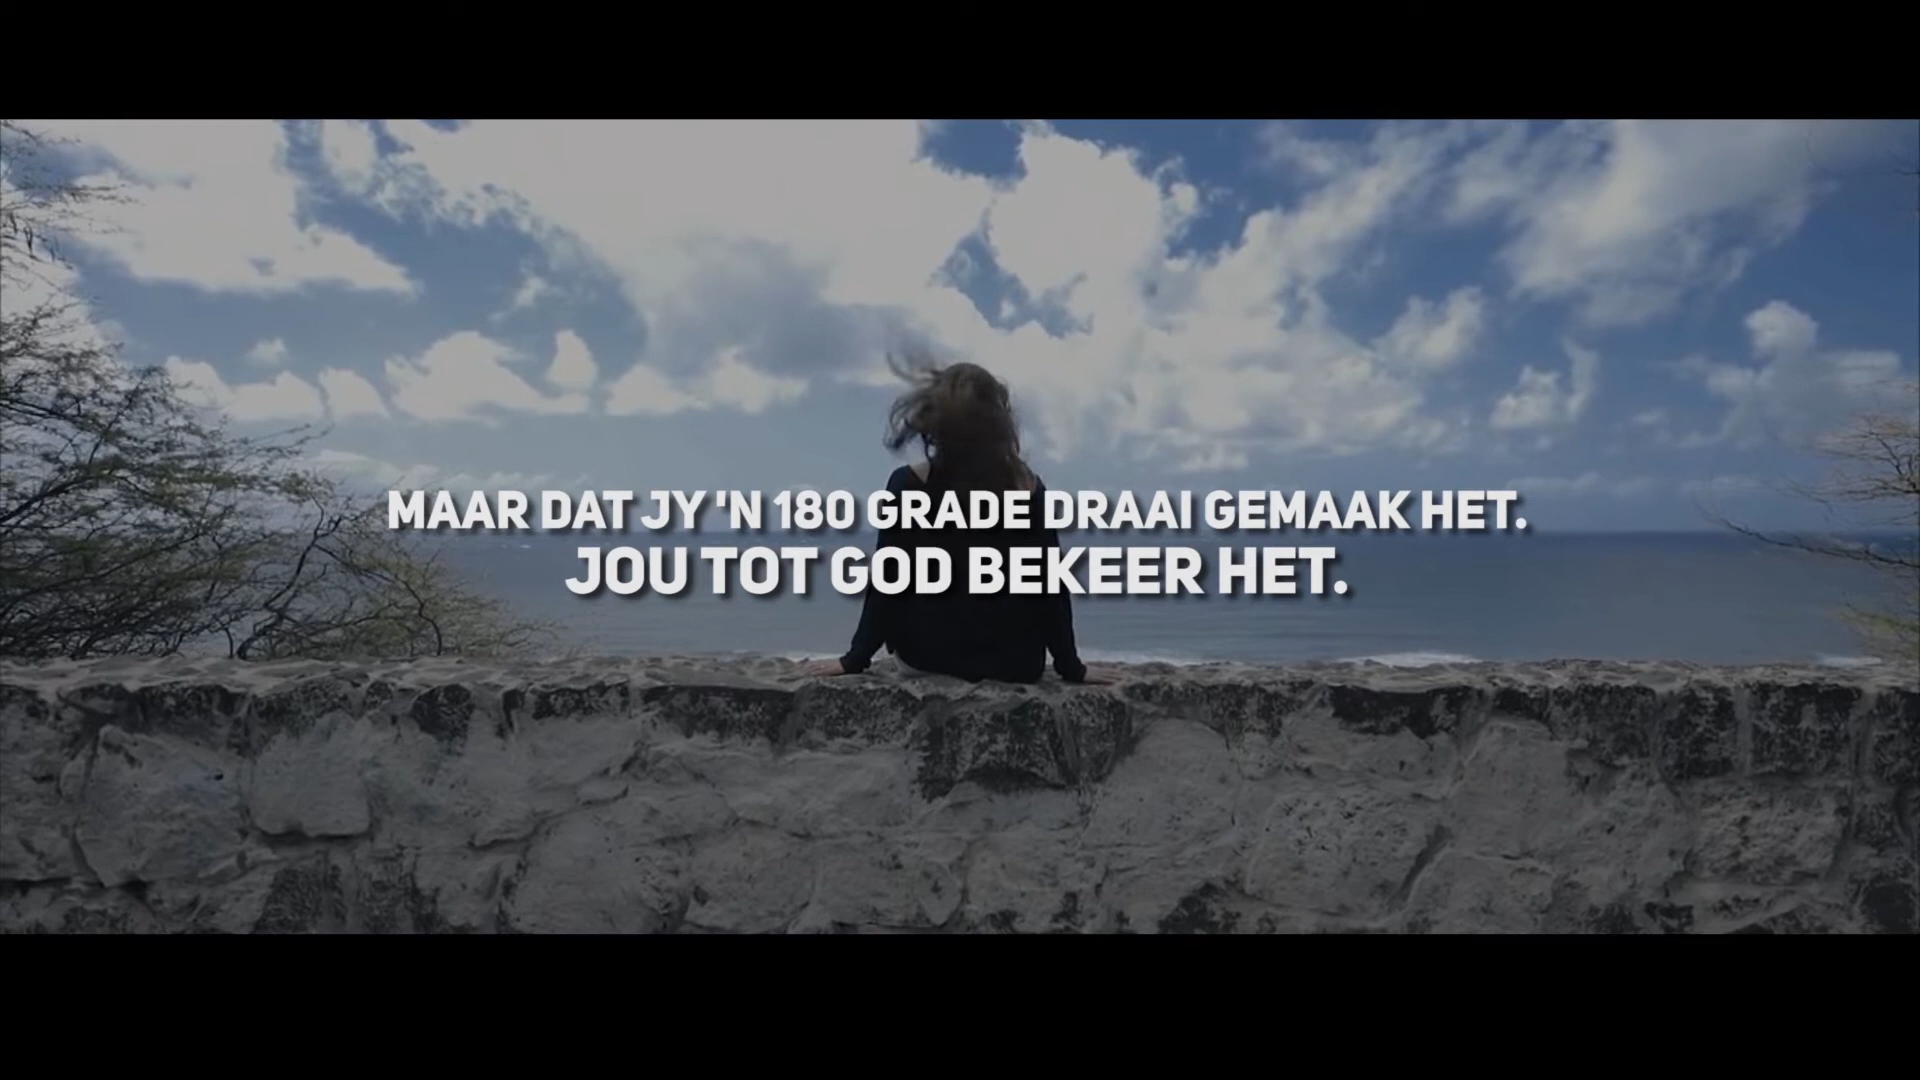 MAAR DAT JY 'N 180 GRADE DRAAI GEMAAK HET.
JOU TOT GOD BEKEER HET.